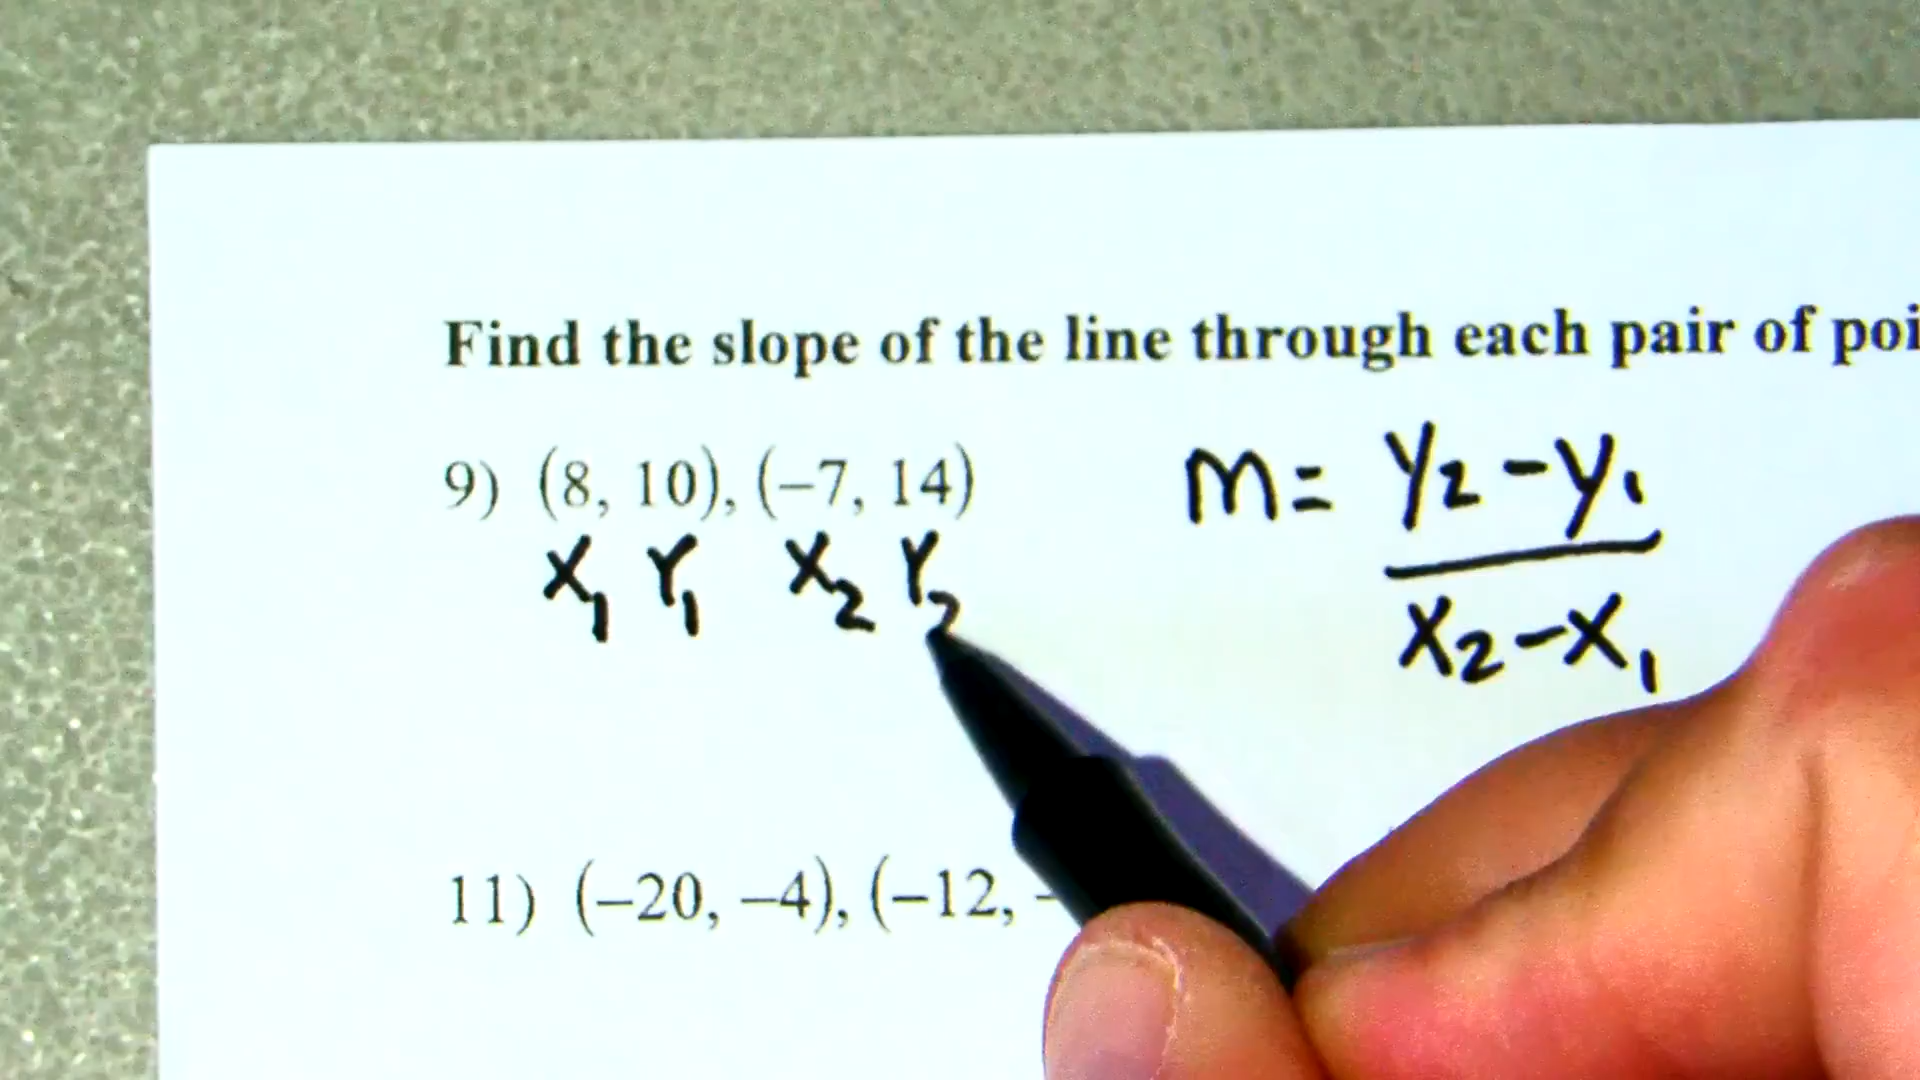 Find the slope of the line through each pair of
9) (8, 10), (–7, 14)
X₁ Y₁ X₂ Y₂
m = Y₂ – Y₁
X₂ – X₁
11) (–20, –4), (–12, –